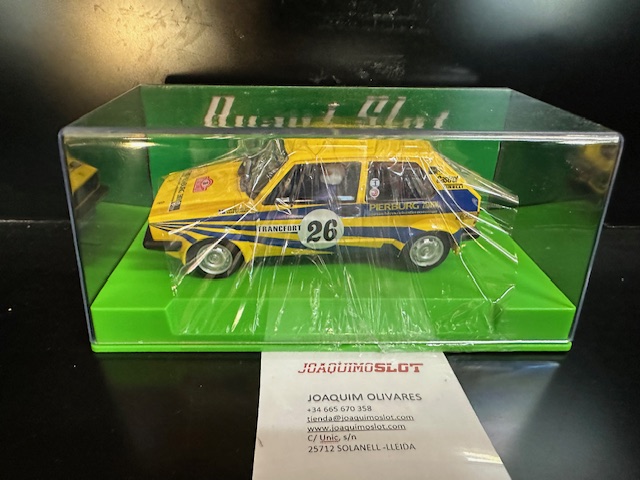 Avant Slot
PIERBURG
FRANCFORT
26
JOAQUIMOSLOT
JOAQUIM OLIVARES
+34 665 670 358
tienda@joaquimoslot.com
www.joaquimoslot.com
C/ Unic, s/n
25712 SOLANELL -LLEIDA